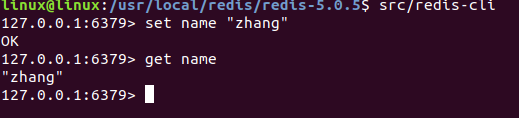 linux@linux:/usr/local/redis/redis-5.0.5$ src/redis-cli
127.0.0.1:6379> set name "zhang"
OK
127.0.0.1:6379> get name
"zhang"
127.0.0.1:6379>